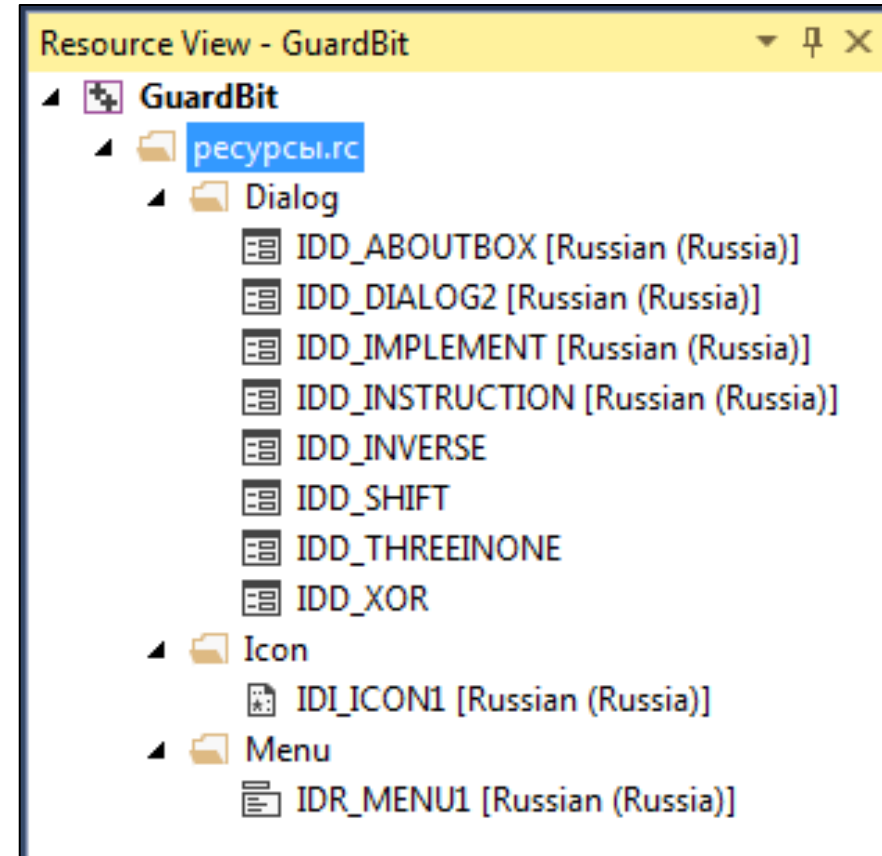 Resource View - GuardBit
GuardBit
ресурсы.rc
Dialog
IDD_ABOUTBOX [Russian (Russia)]
IDD_DIALOG2 [Russian (Russia)]
IDD_IMPLEMENT [Russian (Russia)]
IDD_INSTRUCTION [Russian (Russia)]
IDD_INVERSE
IDD_SHIFT
IDD_THREEINONE
IDD_XOR
Icon
IDI_ICON1 [Russian (Russia)]
Menu
IDR_MENU1 [Russian (Russia)]